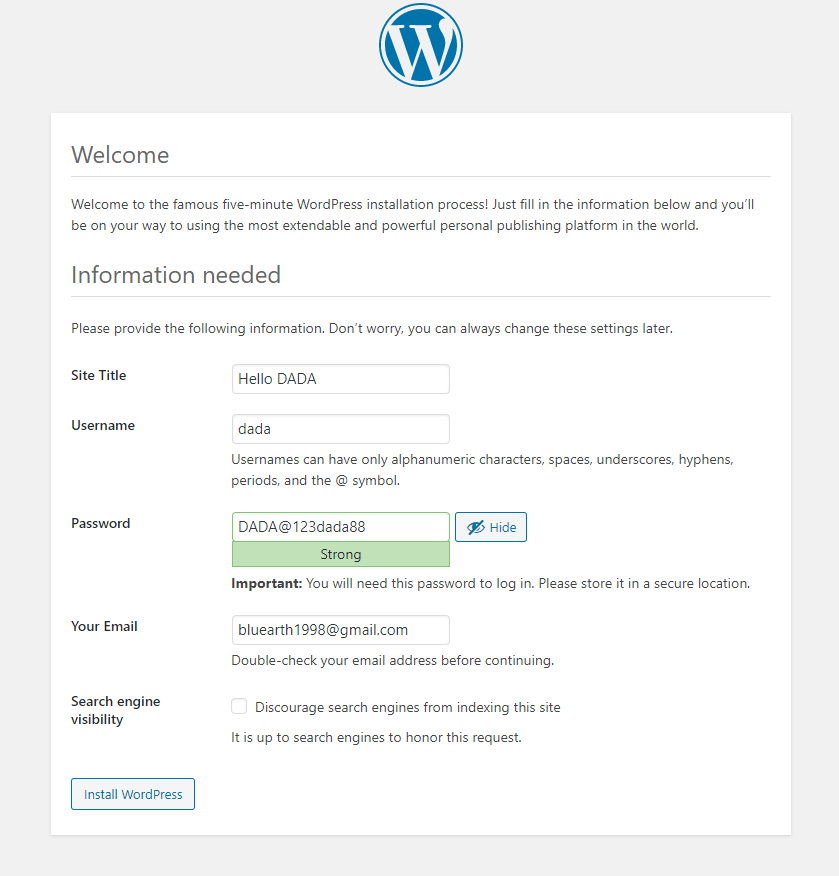 Welcome
Welcome to the famous five-minute WordPress installation process! Just fill in the information below and you’ll
be on your way to using the most extendable and powerful personal publishing platform in the world.
Information needed
Please provide the following information. Don’t worry, you can always change these settings later.
Site Title
Hello DADA
Username
dada
Usernames can have only alphanumeric characters, spaces, underscores, hyphens,
periods, and the @ symbol.
Password
DADA@123dada88
Hide
Strong
Important: You will need this password to log in. Please store it in a secure location.
Your Email
bluearth1998@gmail.com
Double-check your email address before continuing.
Search engine
visibility
Discourage search engines from indexing this site
It is up to search engines to honor this request.
Install WordPress